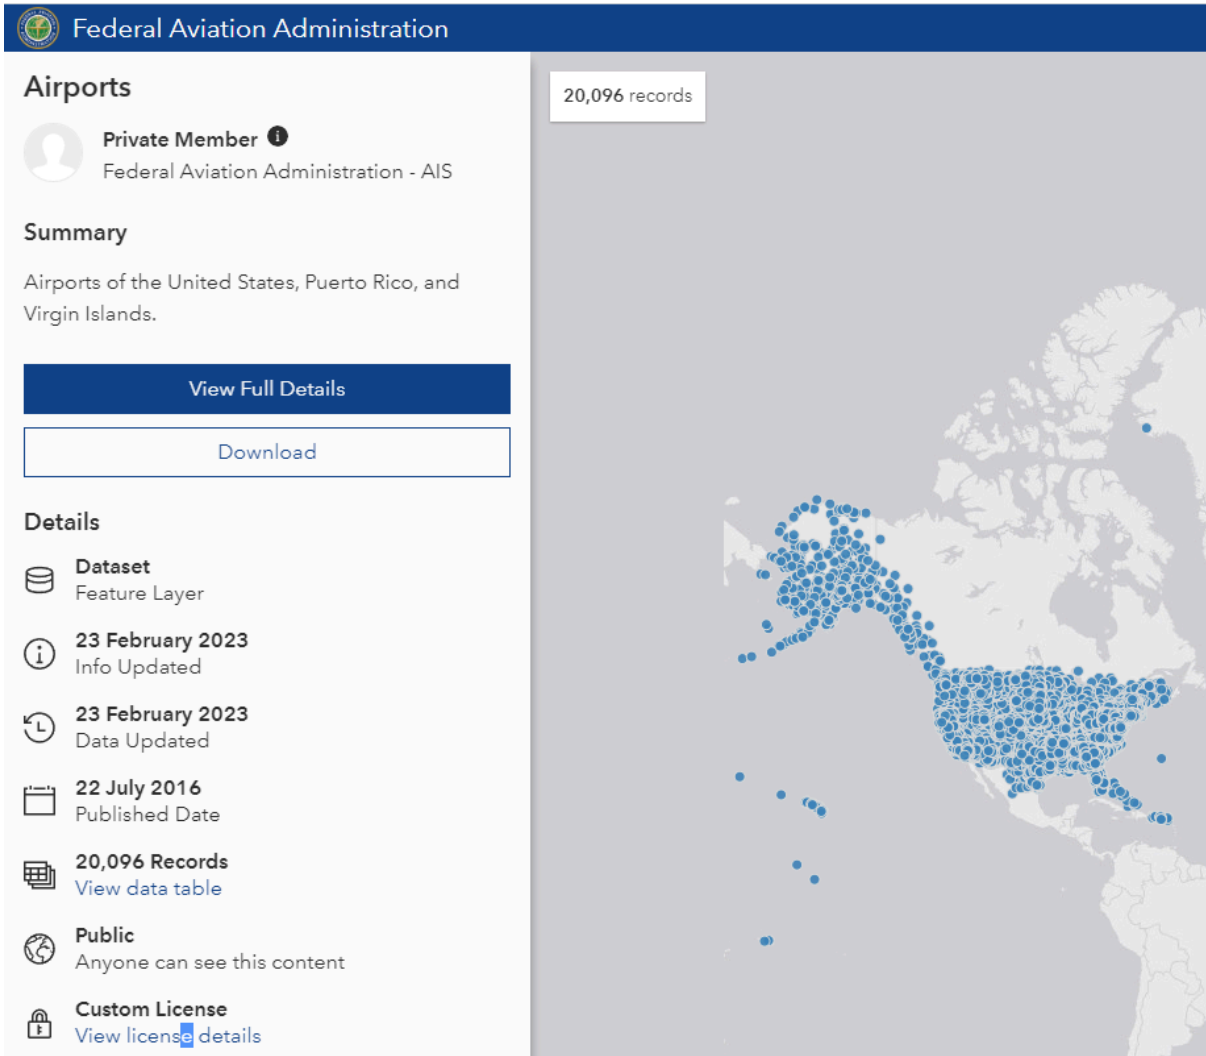 Federal Aviation Administration
Airports
Private Member
Federal Aviation Administration - AIS
Summary
Airports of the United States, Puerto Rico, and
Virgin Islands.
View Full Details
Download
Details
Dataset
Feature Layer
23 February 2023
Info Updated
23 February 2023
Data Updated
22 July 2016
Published Date
20,096 Records
View data table
Public
Anyone can see this content
Custom License
View license details
20,096 records